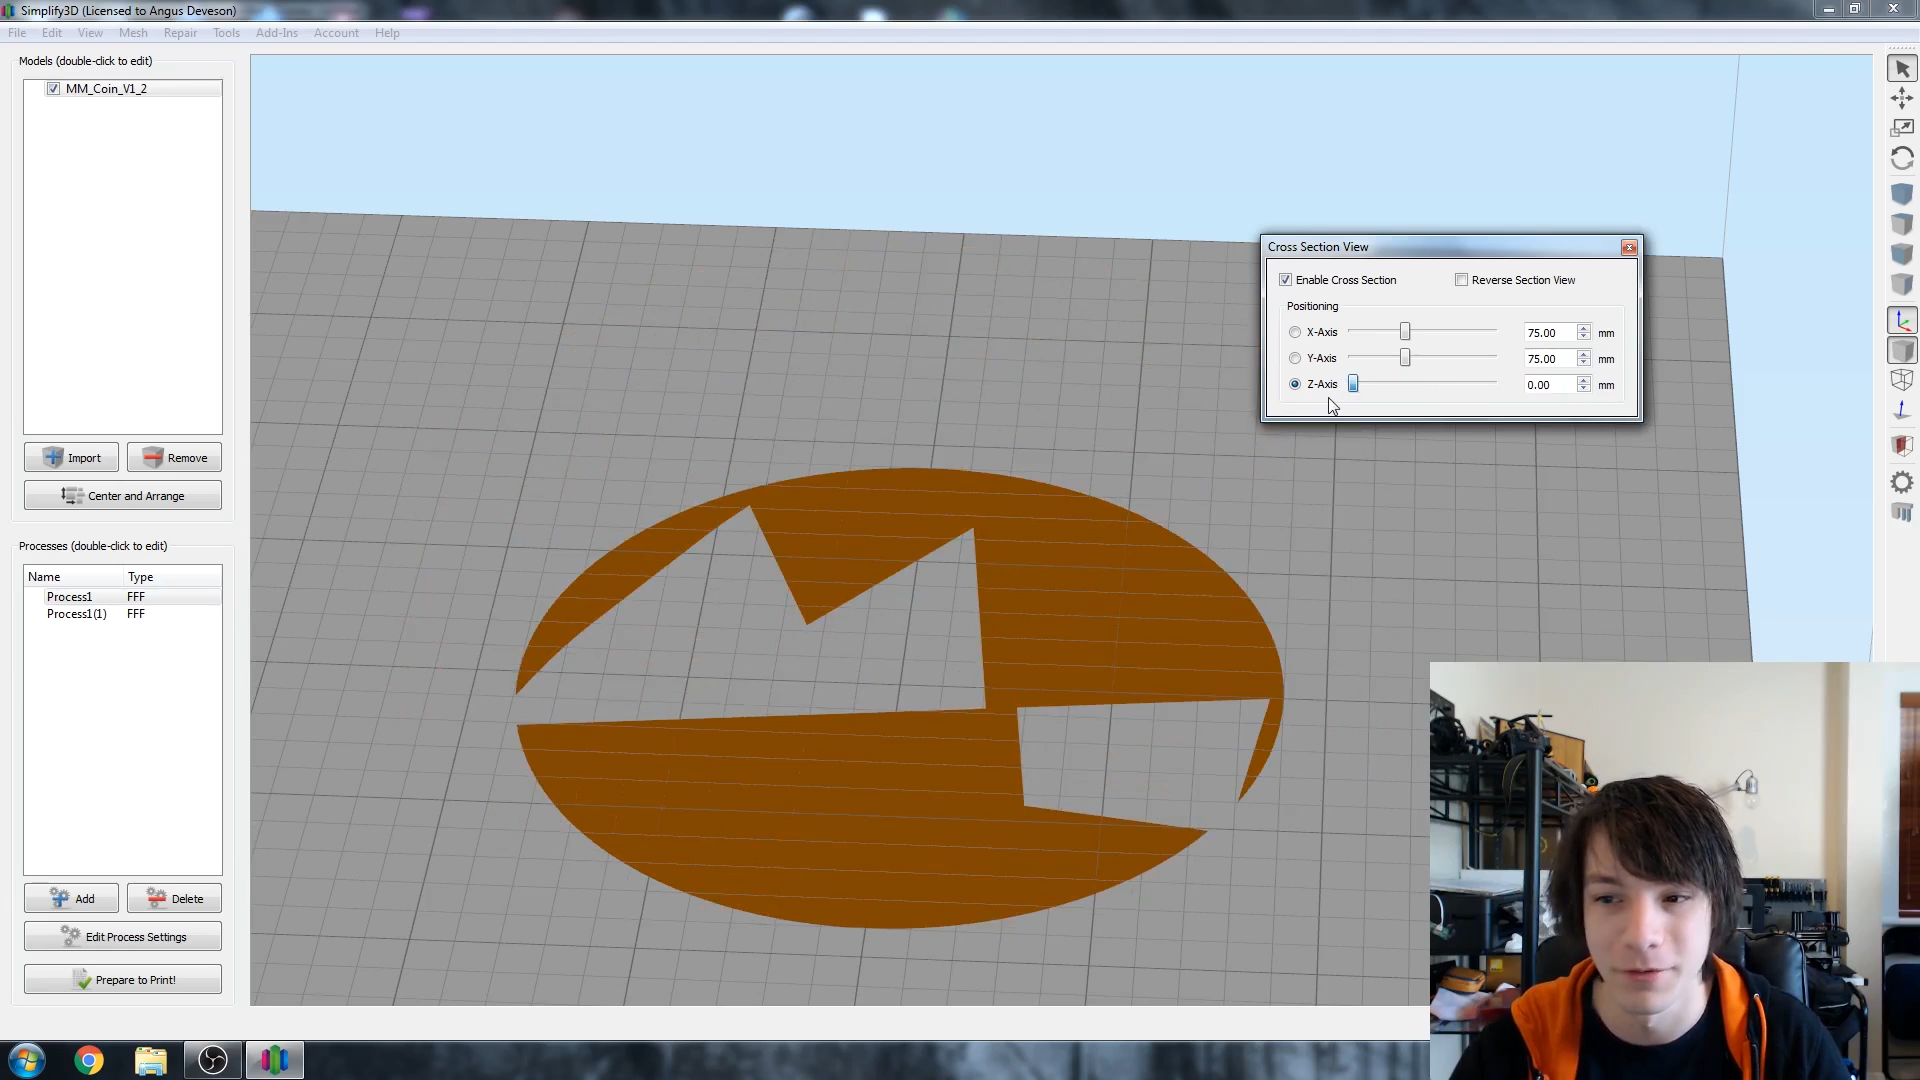 Simplify3D (Licensed to Angus Deveson)
File Edit View Mesh Repair Tools Add-Ins Account Help
Models (double-click to edit)
MM_Coin_V1_2
Import Remove
Center and Arrange
Processes (double-click to edit)
Name Type
Process1 FFF
Process1(1) FFF
Add Delete
Edit Process Settings
Prepare to Print!
Cross Section View
Enable Cross Section Reverse Section View
Positioning
X-Axis 75.00 mm
Y-Axis 75.00 mm
Z-Axis 0.00 mm